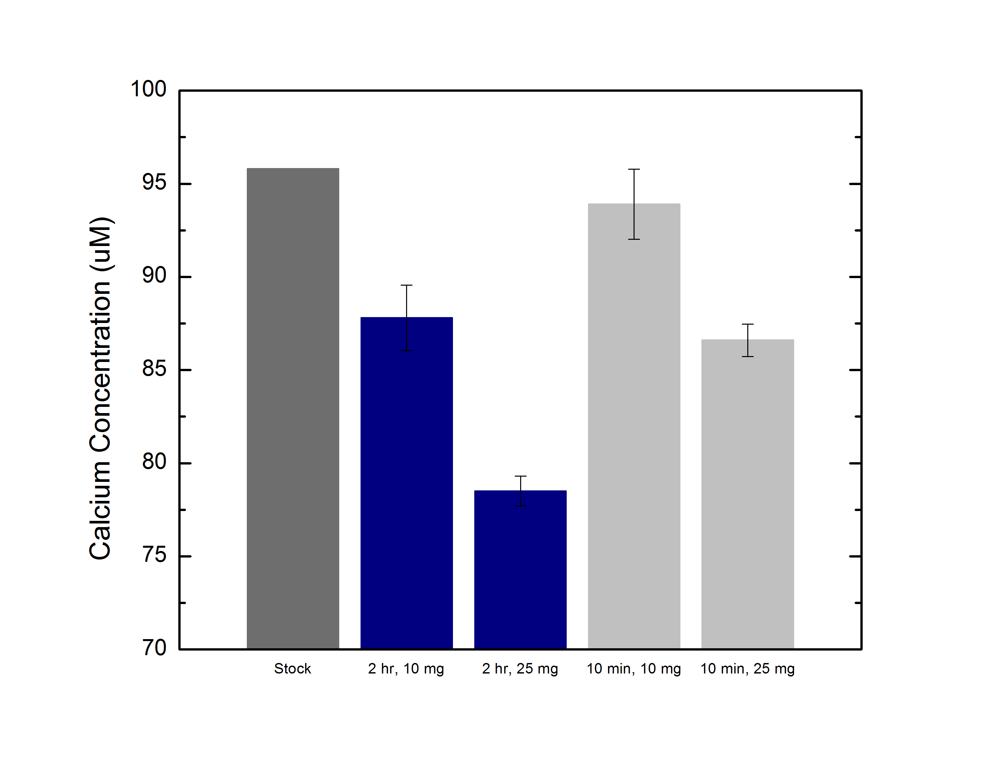 100
95
90
85
80
75
70
Calcium Concentration (uM)
Stock
2 hr, 10 mg
2 hr, 25 mg
10 min, 10 mg
10 min, 25 mg